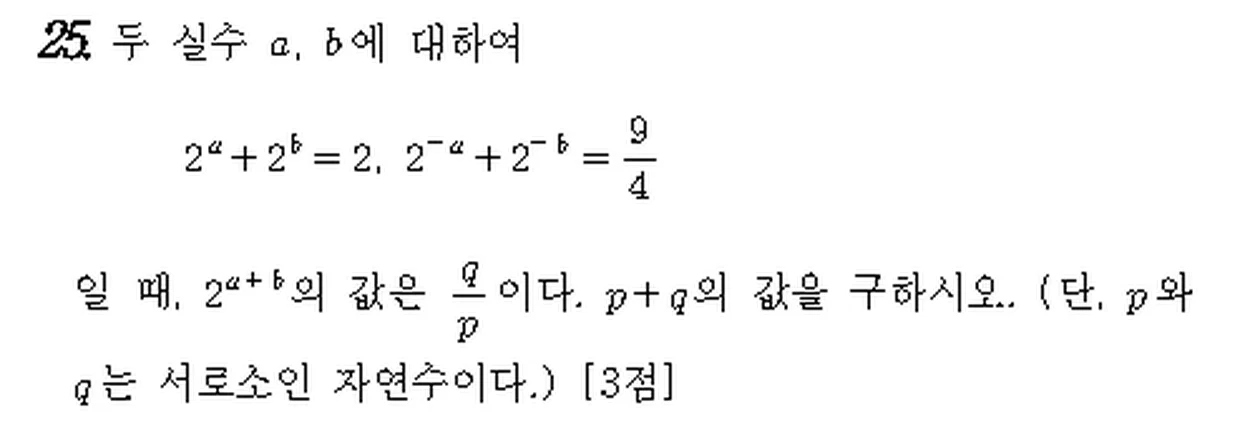 25. 두 실수 a, b에 대하여
2^a + 2^b = 2, 2^{-a} + 2^{-b} = \frac{9}{4}
일 때, 2^{a+b}의 값은 \frac{q}{p}이다. p+q의 값을 구하시오.. (단, p와
q는 서로소인 자연수이다.) [3점]